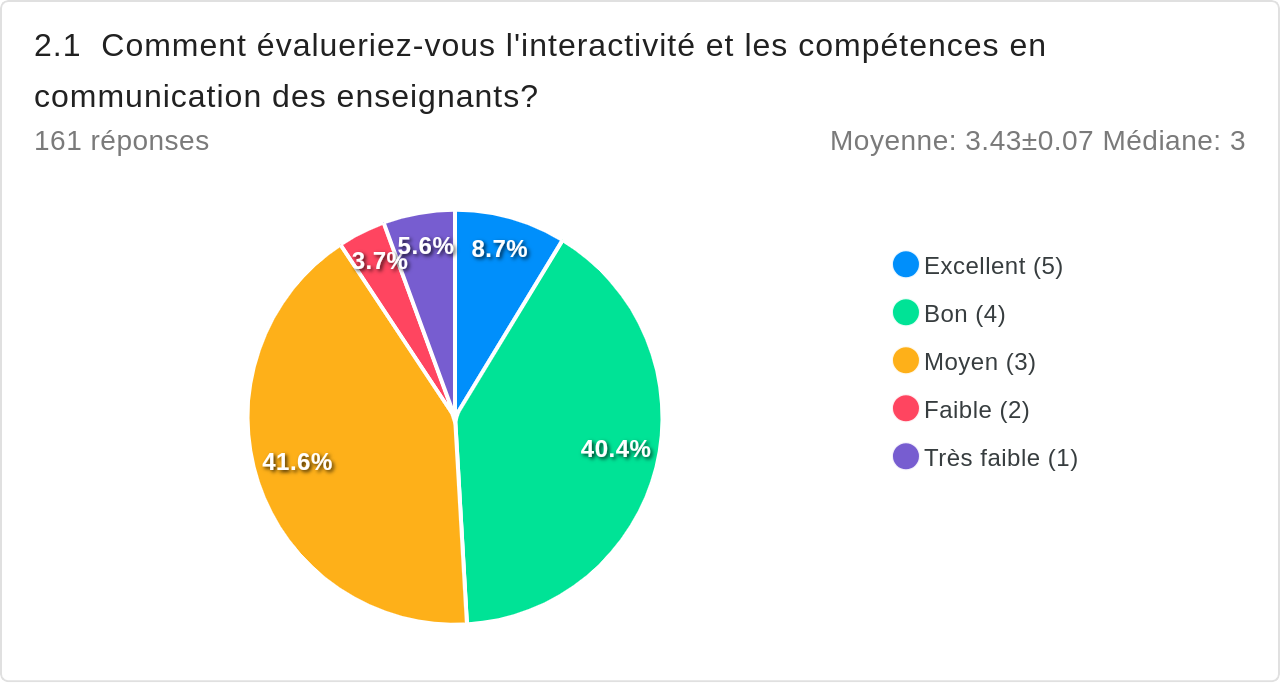 2.1  Comment évalueriez-vous l'interactivité et les compétences en
communication des enseignants?
161 réponses
Moyenne: 3.43±0.07 Médiane: 3
3.7%
5.6%
8.7%
40.4%
41.6%
Excellent (5)
Bon (4)
Moyen (3)
Faible (2)
Très faible (1)